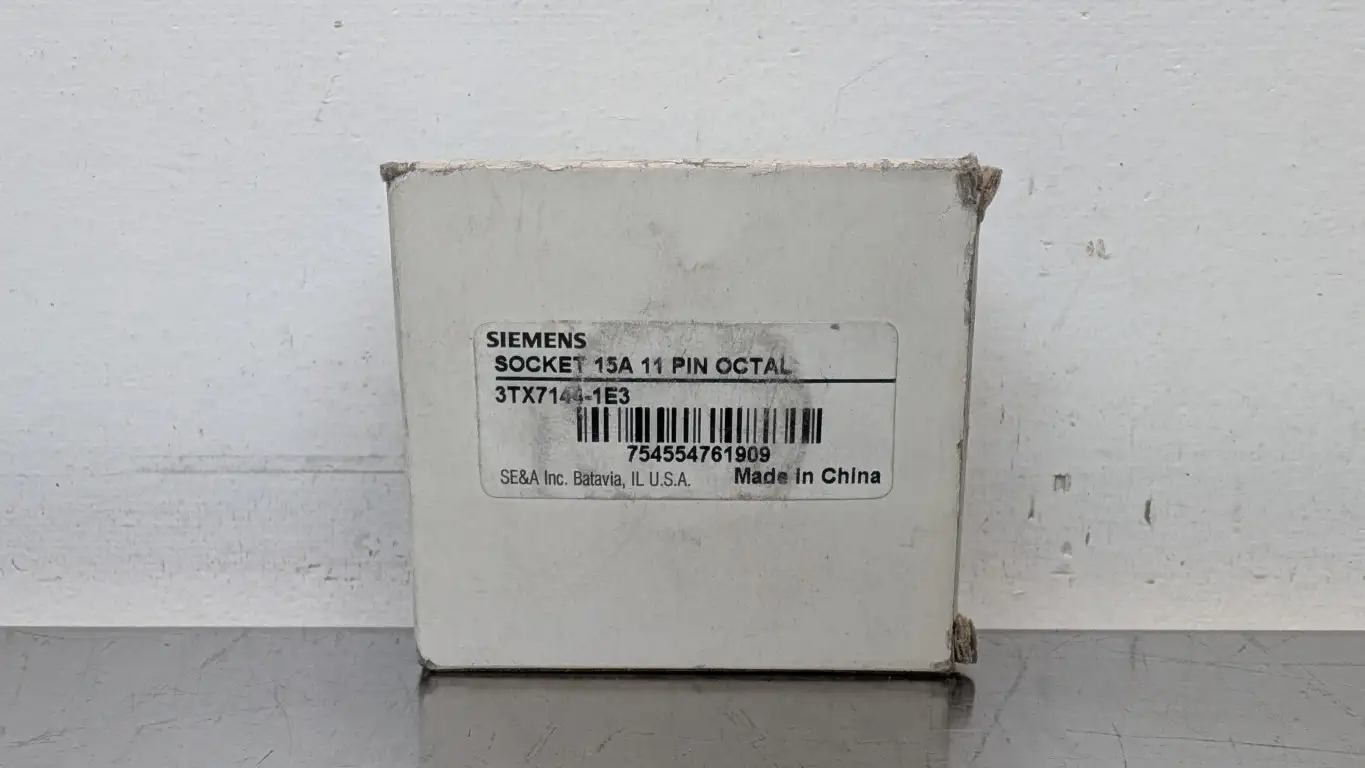 SIEMENS
SOCKET 15A 11 PIN OCTAL
3TX7144-1E3
754554761909
SE&A Inc. Batavia, IL U.S.A.
Made in China